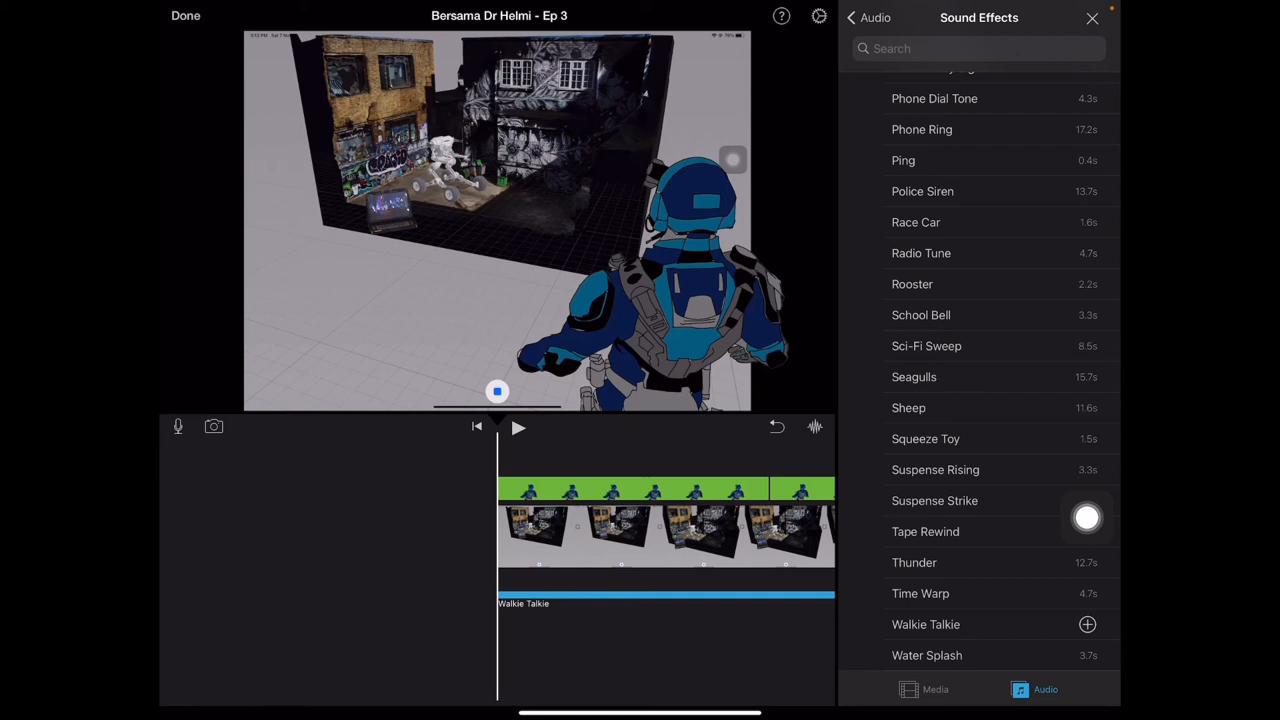 Done
Bersama Dr Helmi - Ep 3
Audio
Sound Effects
Search
Phone Dial Tone 4.3s
Phone Ring 17.2s
Ping 0.4s
Police Siren 13.7s
Race Car 1.6s
Radio Tune 4.7s
Rooster 2.2s
School Bell 3.3s
Sci-Fi Sweep 8.5s
Seagulls 15.7s
Sheep 11.6s
Squeeze Toy 1.5s
Suspense Rising 3.3s
Suspense Strike
Tape Rewind
Thunder 12.7s
Time Warp 4.7s
Walkie Talkie
Water Splash 3.7s
Walkie Talkie
Media
Audio